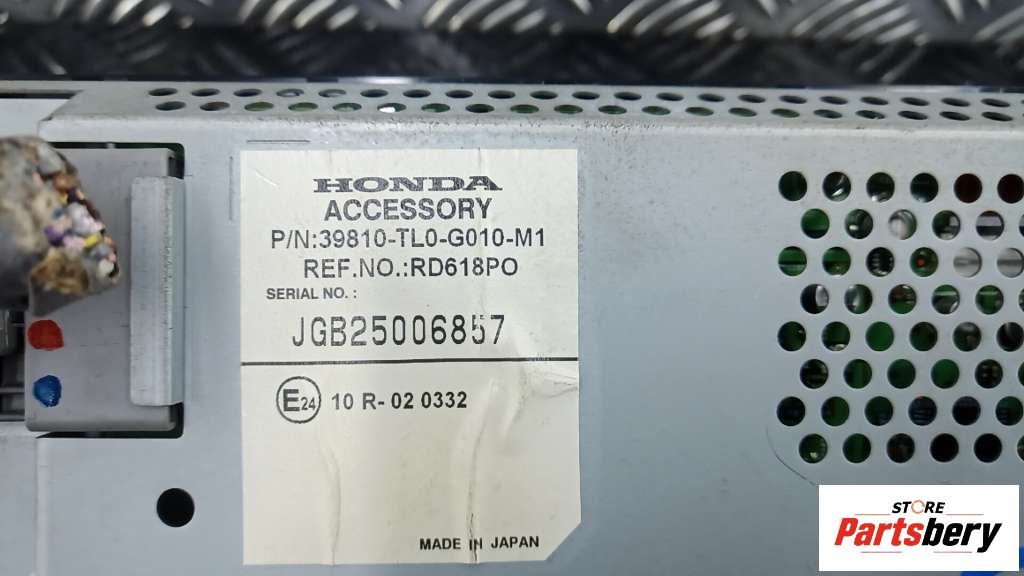 HONDA
ACCESSORY
P/N:39810-TL0-G010-M1
REF.NO.:RD618PO
SERIAL NO.:
JGB25006857
E24 10 R-02 0332
MADE IN JAPAN
STORE
Partsbery